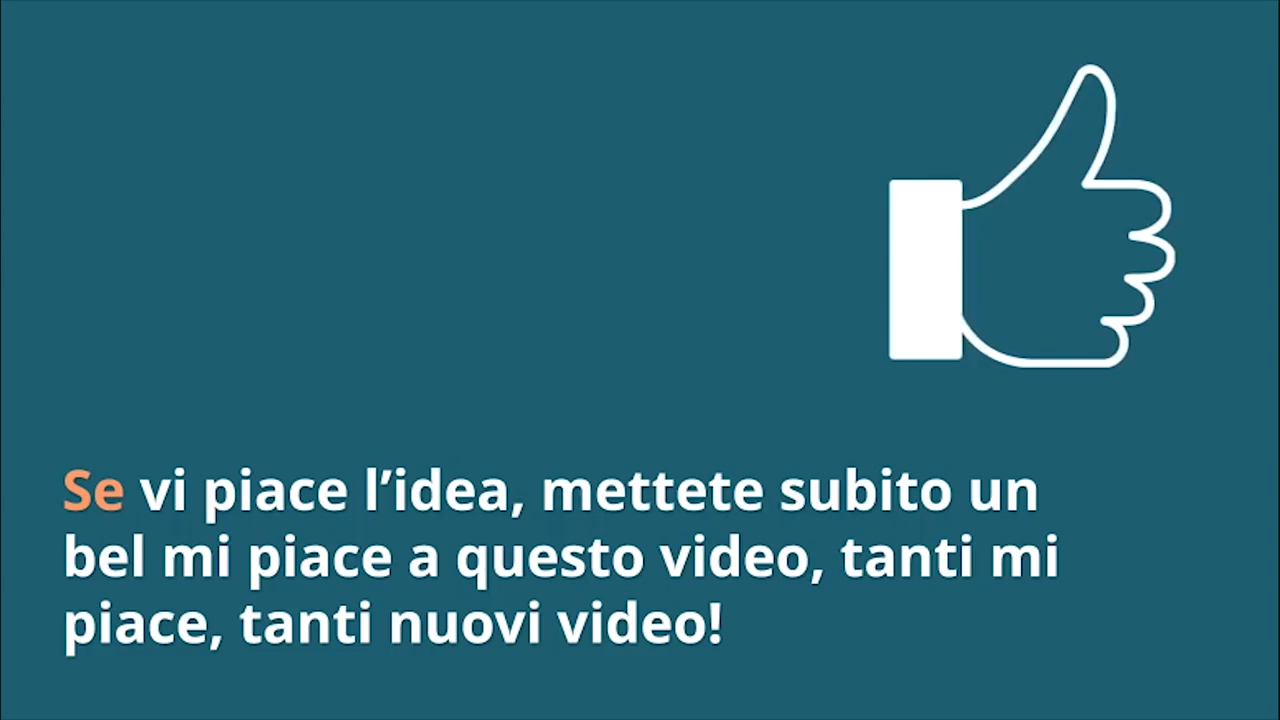 Se vi piace l’idea, mettete subito un
bel mi piace a questo video, tanti mi
piace, tanti nuovi video!